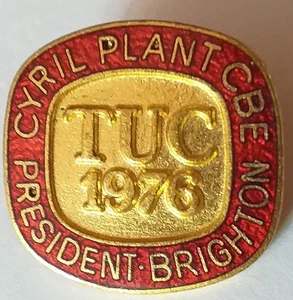 CYRIL PLANT CBE
TUC
1976
PRESIDENT · BRIGHTON